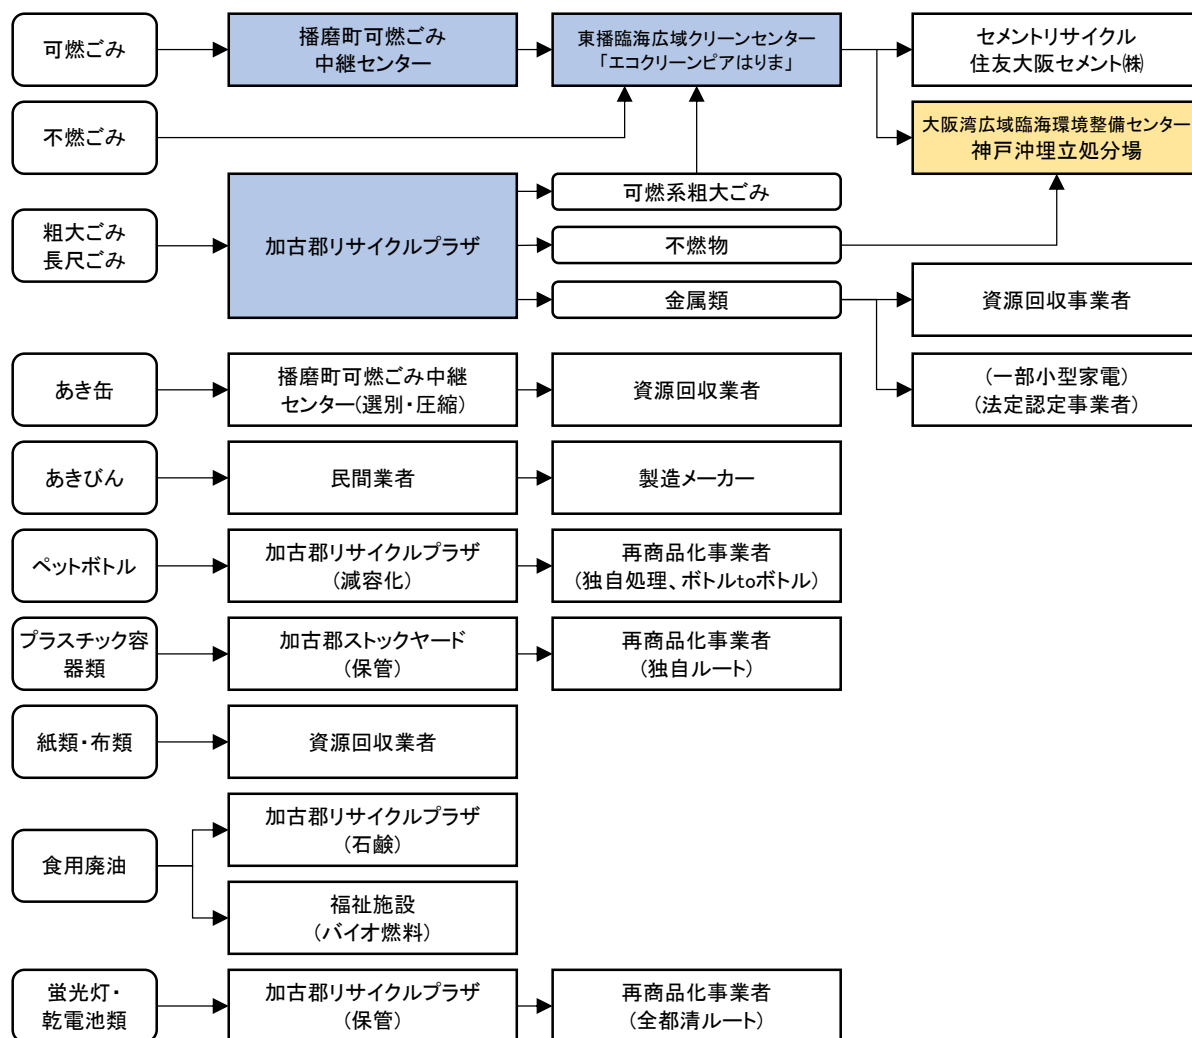 可燃ごみ
播磨町可燃ごみ
中継センター
東播臨海広域クリーンセンター
「エコクリーンピアはりま」
セメントリサイクル
住友大阪セメント㈱
不燃ごみ
大阪湾広域臨海環境整備センター
神戸沖埋立処分場
粗大ごみ
長尺ごみ
加古郡リサイクルプラザ
可燃系粗大ごみ
不燃物
金属類
資源回収事業者
(一部小型家電)
(法定認定事業者)
あき缶
播磨町可燃ごみ中継
センター(選別・圧縮)
資源回収業者
あきびん
民間業者
製造メーカー
ペットボトル
加古郡リサイクルプラザ
(減容化)
再商品化事業者
(独自処理、ボトルtoボトル)
プラスチック容
器類
加古郡ストックヤード
(保管)
再商品化事業者
(独自ルート)
紙類・布類
資源回収業者
食用廃油
加古郡リサイクルプラザ
(石鹸)
福祉施設
(バイオ燃料)
蛍光灯・
乾電池類
加古郡リサイクルプラザ
(保管)
再商品化事業者
(全都清ルート)